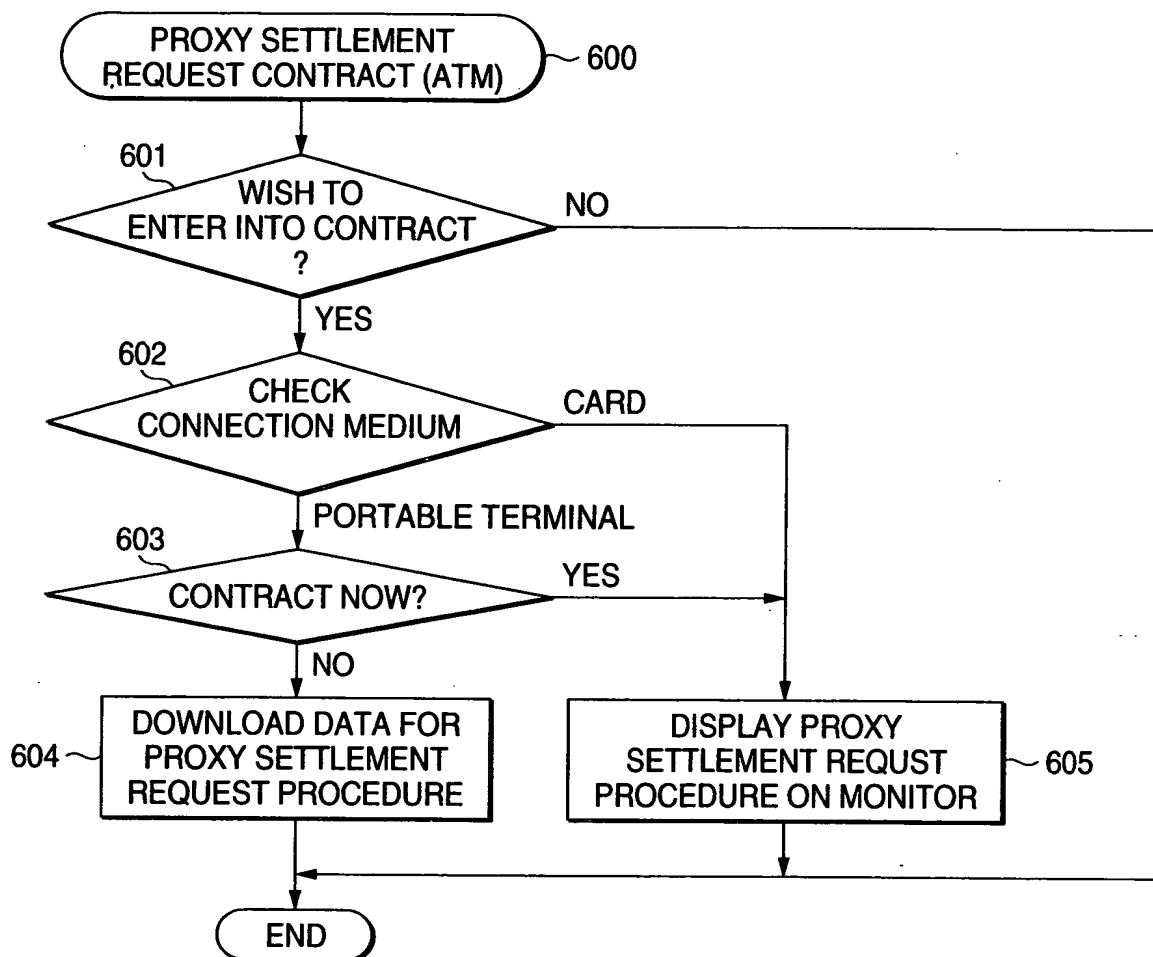 PROXY SETTLEMENT
REQUEST CONTRACT (ATM)
600
601
WISH TO
ENTER INTO CONTRACT
?
NO
YES
602
CHECK
CONNECTION MEDIUM
CARD
PORTABLE TERMINAL
603
CONTRACT NOW?
YES
NO
604
DOWNLOAD DATA FOR
PROXY SETTLEMENT
REQUEST PROCEDURE
DISPLAY PROXY
SETTLEMENT REQUST
PROCEDURE ON MONITOR
605
END